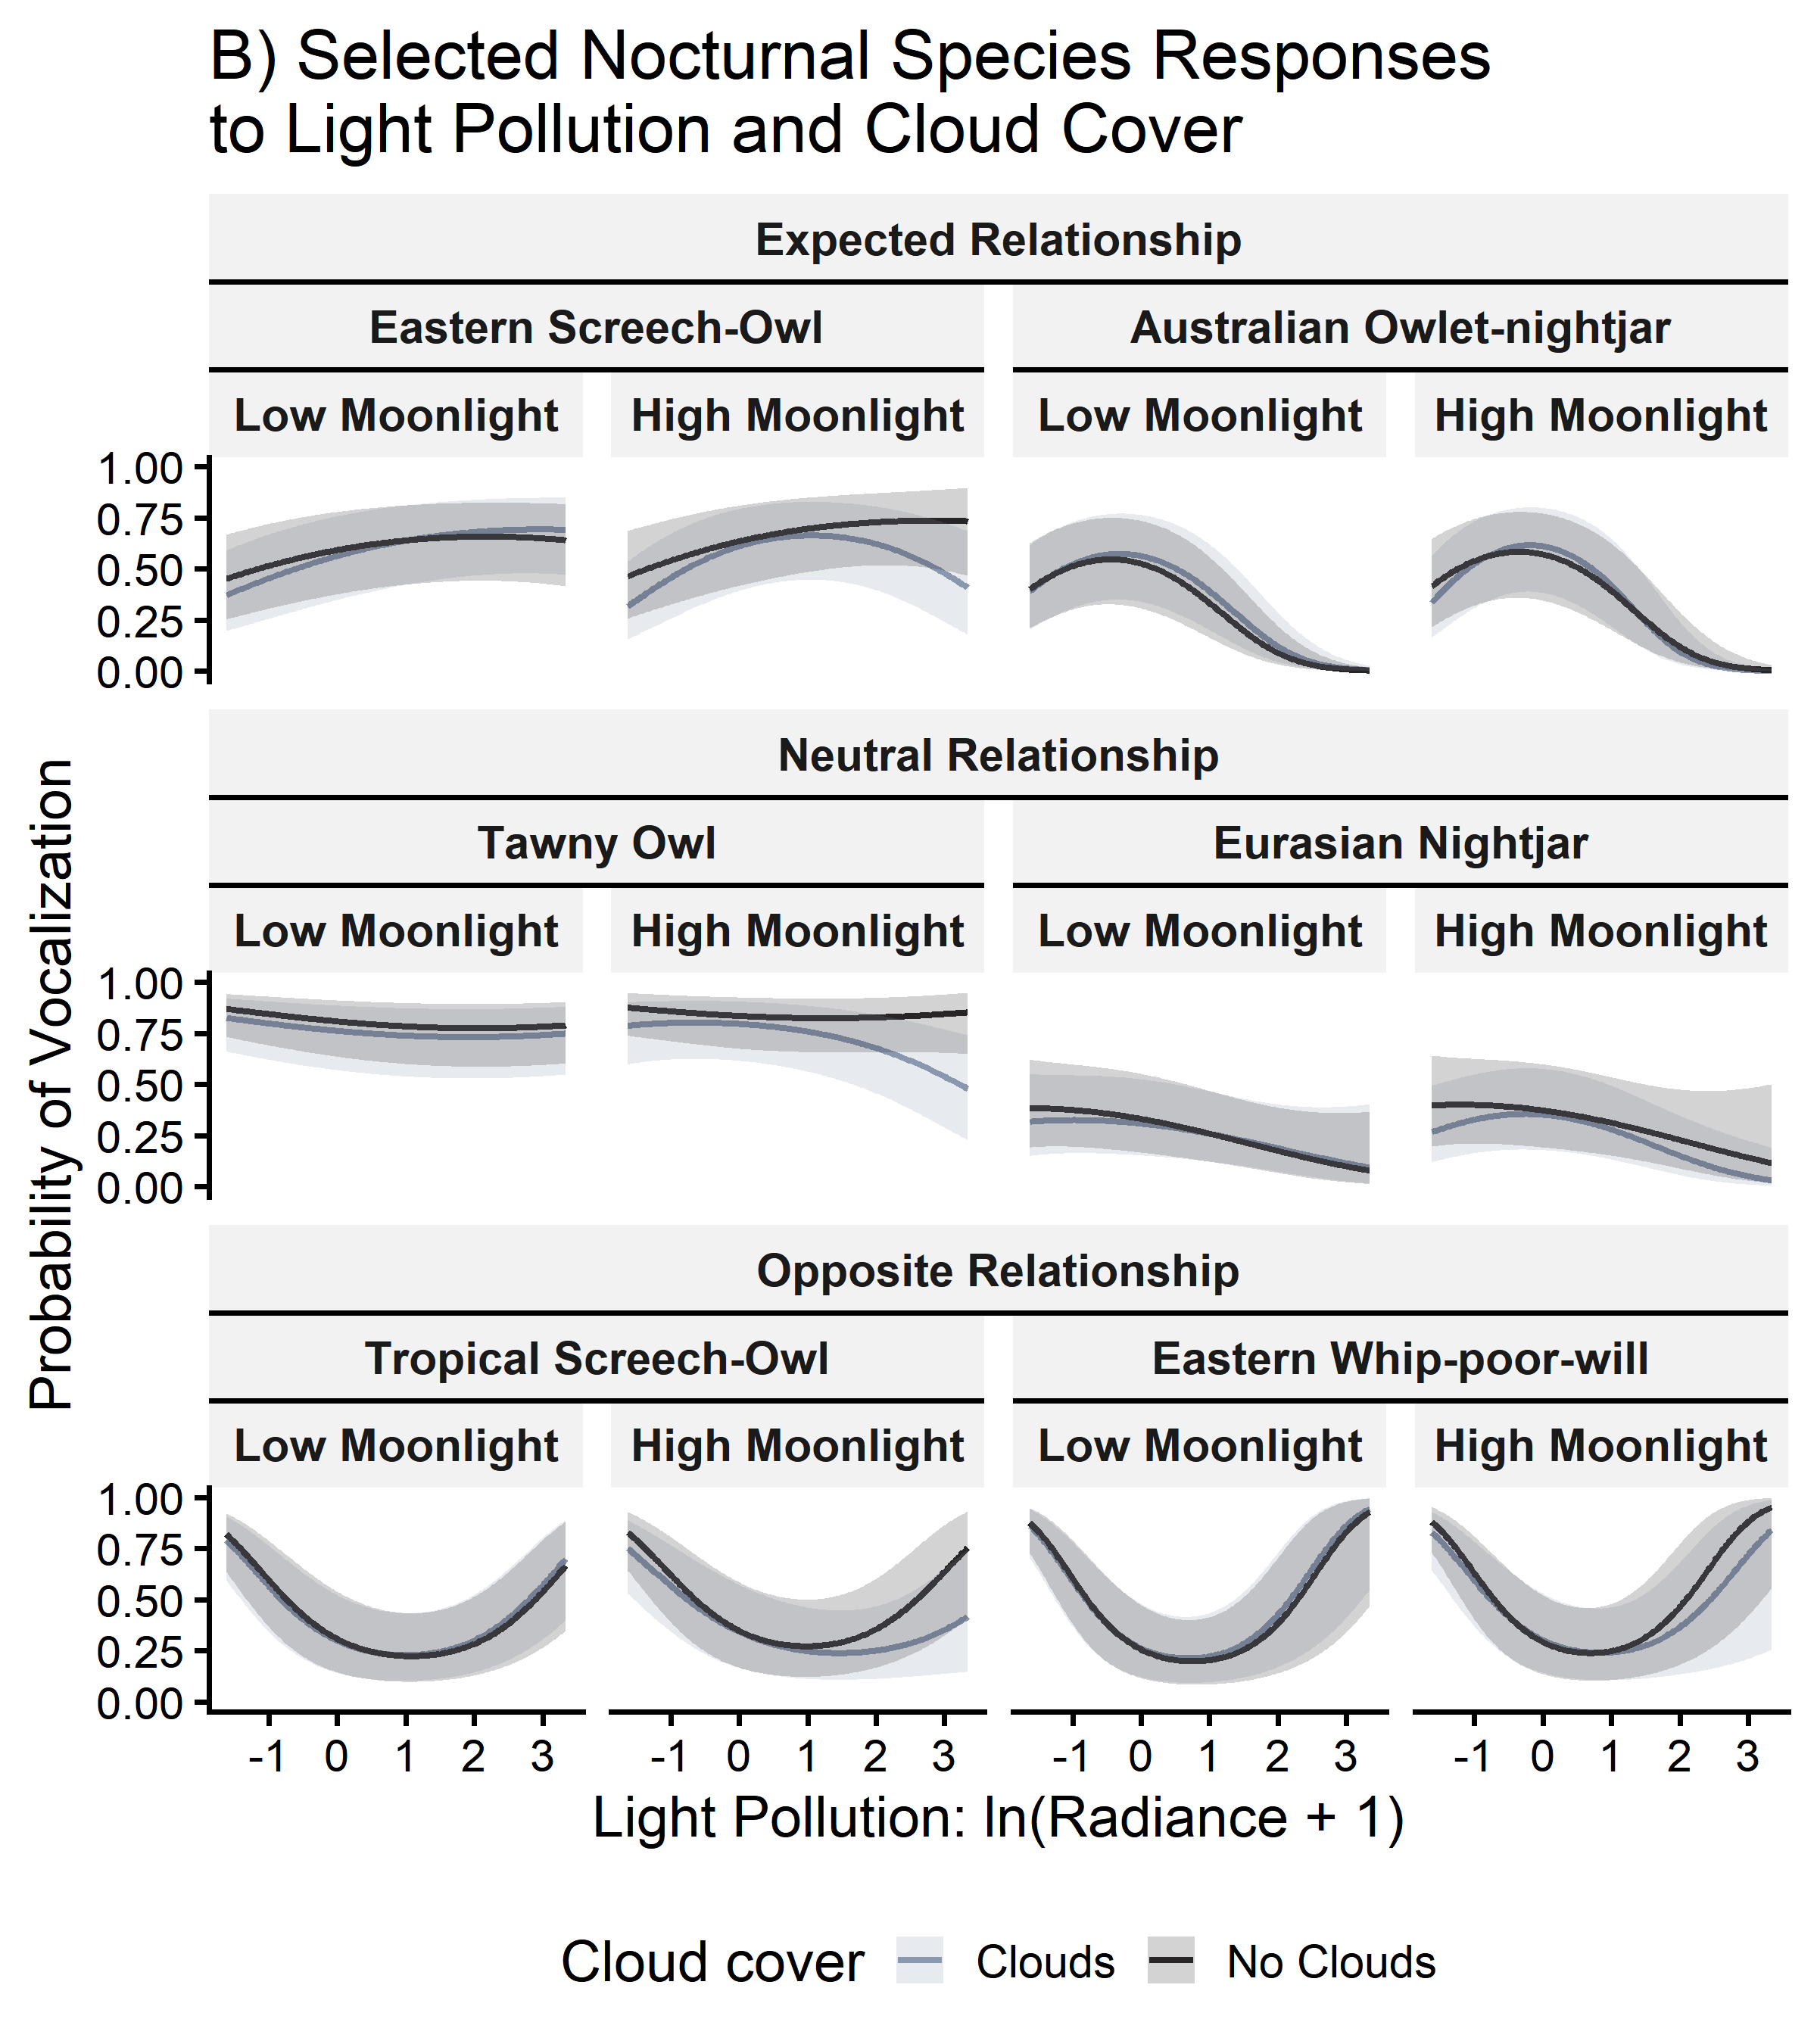 B) Selected Nocturnal Species Responses
to Light Pollution and Cloud Cover
Expected Relationship
Eastern Screech-Owl
Australian Owlet-nightjar
Low Moonlight
High Moonlight
Low Moonlight
High Moonlight
1.00
0.75
0.50
0.25
0.00
Neutral Relationship
Tawny Owl
Eurasian Nightjar
Low Moonlight
High Moonlight
Low Moonlight
High Moonlight
1.00
0.75
0.50
0.25
0.00
Probability of Vocalization
Opposite Relationship
Tropical Screech-Owl
Eastern Whip-poor-will
Low Moonlight
High Moonlight
Low Moonlight
High Moonlight
1.00
0.75
0.50
0.25
0.00
-1 0 1 2 3
-1 0 1 2 3
-1 0 1 2 3
-1 0 1 2 3
Light Pollution: ln(Radiance + 1)
Cloud cover Clouds No Clouds